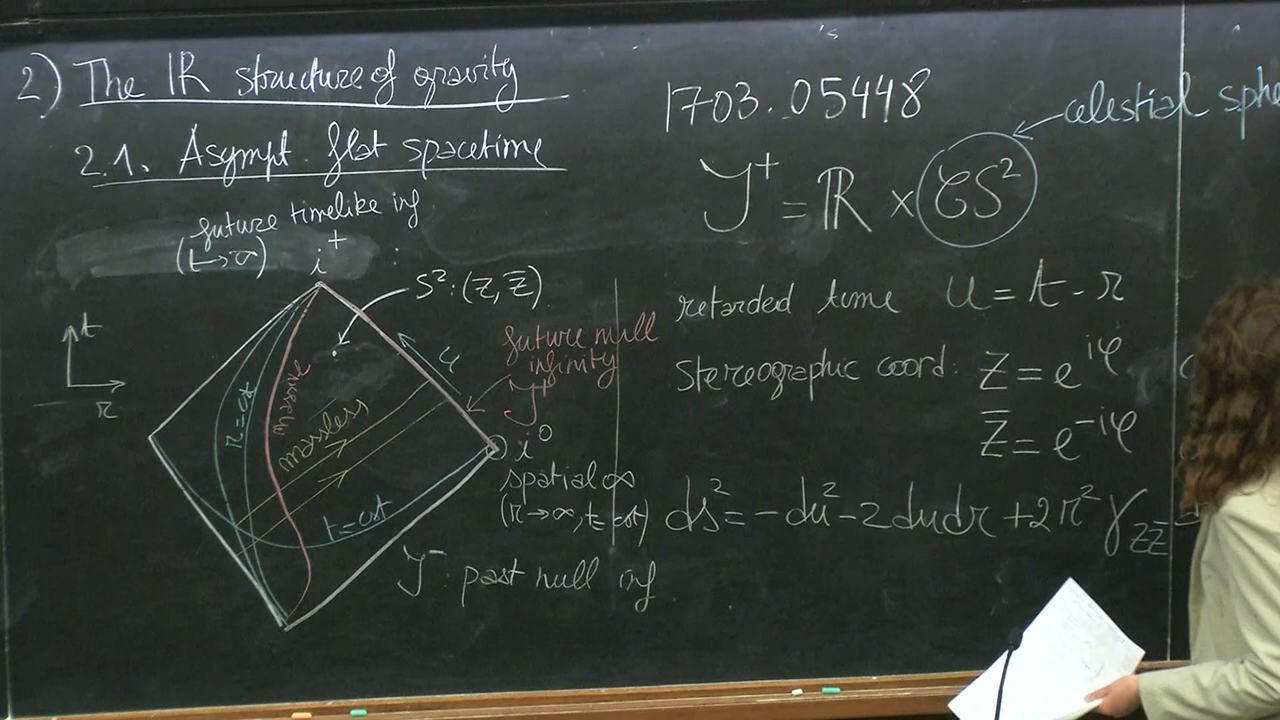 2) The IR structure of gravity
2.1. Asympt. flat spacetime
future timelike inf
(t→∞)
i⁺
S²: (z, z̄)
t
r
u
future null
infinity
𝒥⁺
r=cst
massive
massless
i⁰
spatial ∞
(r→∞, t=cst)
t=cst
𝒥⁻ past null inf
1703.05448
celestial sphe
𝒥⁺ = ℝ × 𝒞S²
retarded time u = t - r
Stereographic coord: z = e^{iφ}
z̄ = e^{-iφ}
ds² = -du² - 2dudr + 2r² γ_{zz̄}